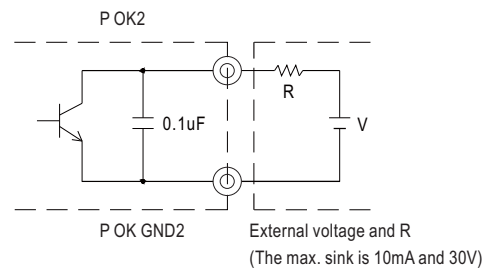 P OK2
R
0.1uF
V
P OK GND2
External voltage and R
(The max. sink is 10mA and 30V)